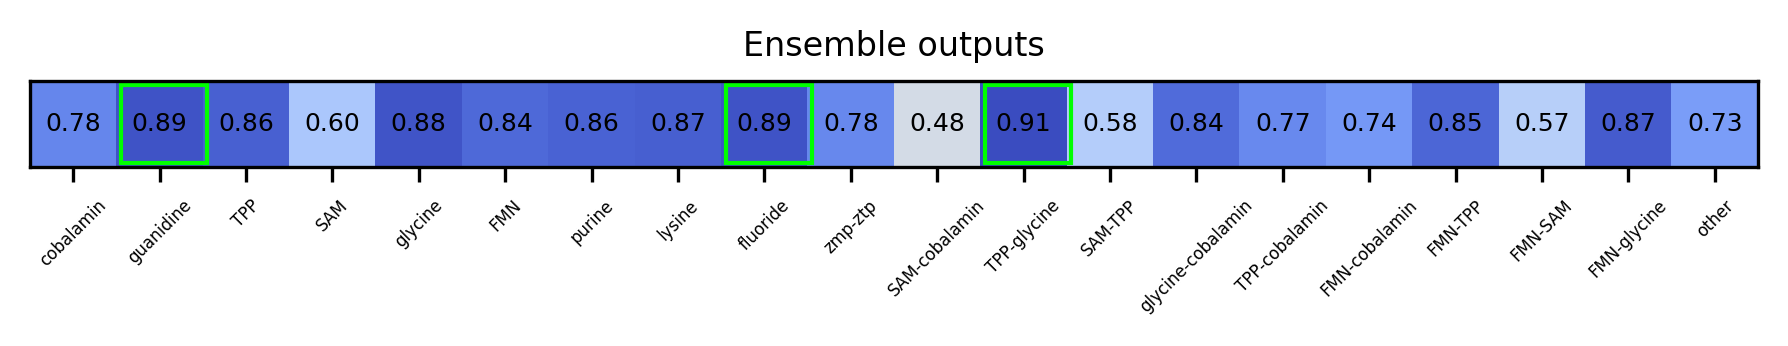 Ensemble outputs
0.78 0.89 0.86 0.60 0.88 0.84 0.86 0.87 0.89 0.78 0.48 0.91 0.58 0.84 0.77 0.74 0.85 0.57 0.87 0.73
cobalamin guanidine TPP SAM glycine FMN purine lysine fluoride zmp-ztp SAM-cobalamin TPP-glycine SAM-TPP glycine-cobalamin TPP-cobalamin FMN-cobalamin FMN-TPP FMN-SAM FMN-glycine other